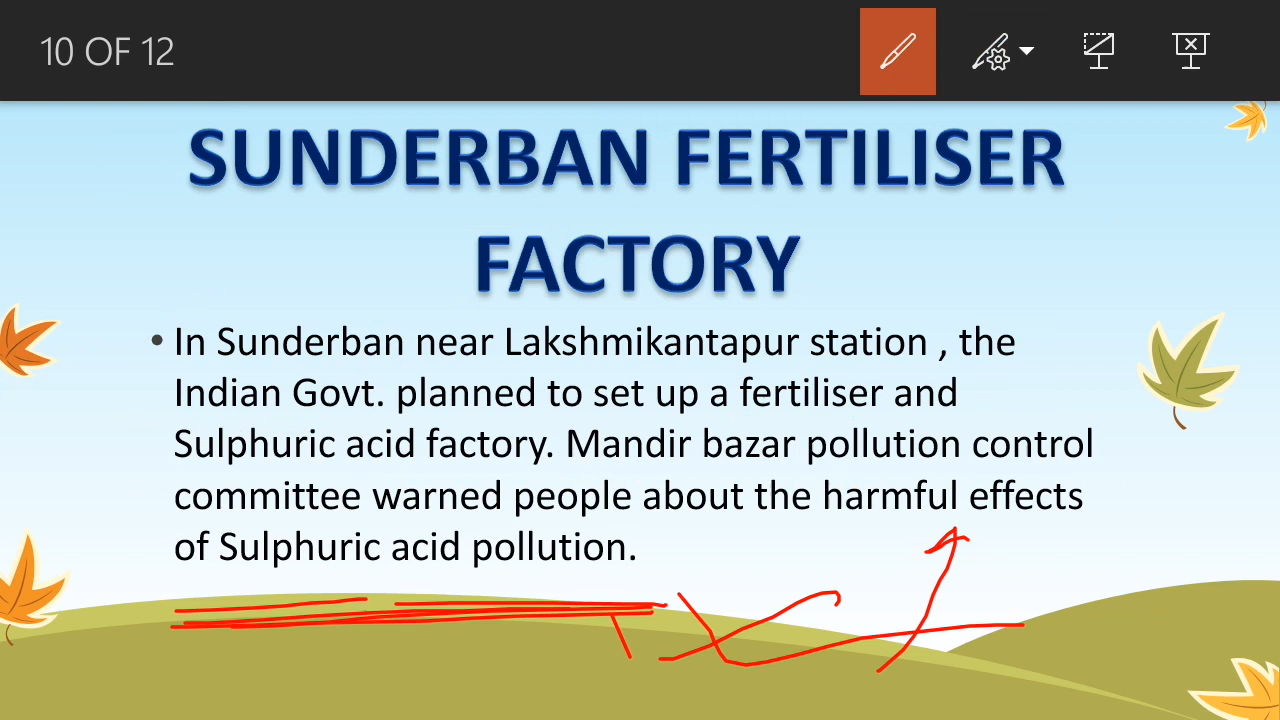 10 OF 12
SUNDERBAN FERTILISER
FACTORY
• In Sunderban near Lakshmikantapur station , the
Indian Govt. planned to set up a fertiliser and
Sulphuric acid factory. Mandir bazar pollution control
committee warned people about the harmful effects
of Sulphuric acid pollution.